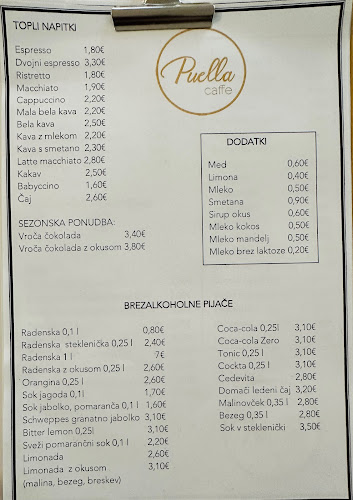 TOPLI NAPITKI
Espresso 1,80€
Dvojni espresso 3,30€
Ristretto 1,80€
Macchiato 1,90€
Cappuccino 2,20€
Mala bela kava 2,20€
Bela kava 2,50€
Kava z mlekom 2,20€
Kava s smetano 2,30€
Latte macchiato 2,80€
Kakav 2,50€
Babyccino 1,60€
Čaj 2,60€
SEZONSKA PONUDBA:
Vroča čokolada 3,40€
Vroča čokolada z okusom 3,80€
Puella
caffe
DODATKI
Med 0,60€
Limona 0,40€
Mleko 0,50€
Smetana 0,90€
Sirup okus 0,60€
Mleko kokos 0,50€
Mleko mandelj 0,50€
Mleko brez laktoze 0,20€
BREZALKOHOLNE PIJAČE
Radenska 0,1 l 0,80€
Radenska steklenička 0,25 l 2,40€
Radenska 1 l 7€
Radenska z okusom 0,25 l 2,60€
Orangina 0,25 l 2,60€
Sok jagoda 0,1 l 1,70€
Sok jabolko, pomaranča 0,1 l 1,60€
Schweppes granatno jabolko 3,10€
Bitter lemon 0,25l 3,10€
Sveži pomarančni sok 0,1 l 2,20€
Limonada 2,60€
Limonada z okusom 3,10€
(malina, bezeg, breskev)
Coca-cola 0,25l 3,10€
Coca-cola Zero 3,10€
Tonic 0,25 l 3,10€
Cockta 0,25 l 3,10€
Cedevita 2,80€
Domači ledeni čaj 3,20€
Malinovček 0,35 l 2,80€
Bezeg 0,35 l 2,80€
Sok v steklenički 3,50€